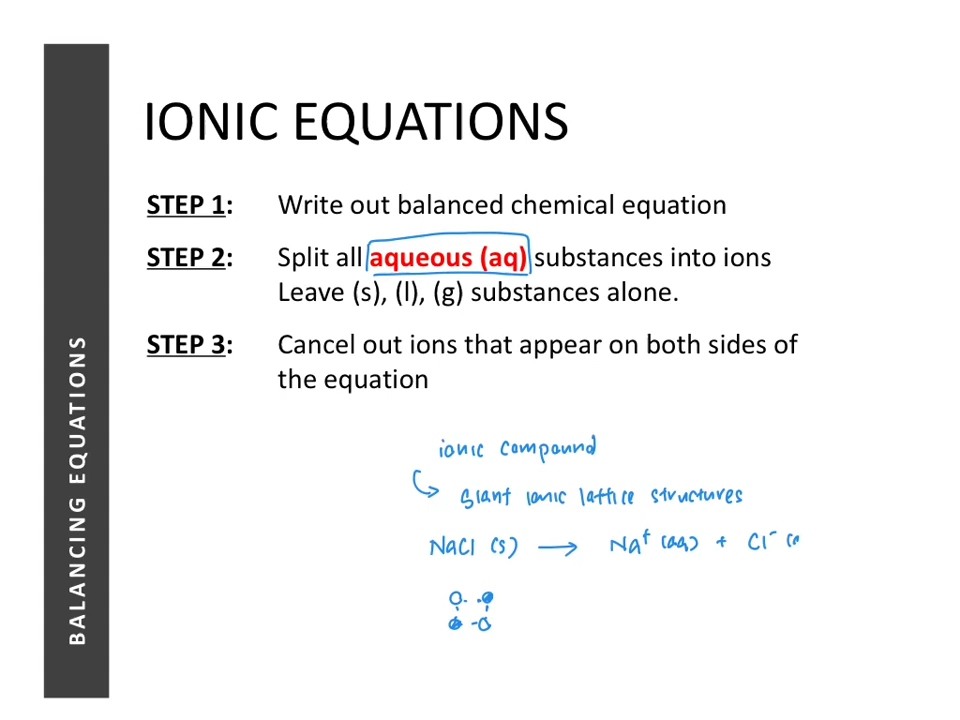 IONIC EQUATIONS
STEP 1: Write out balanced chemical equation
STEP 2: Split all aqueous (aq) substances into ions
Leave (s), (l), (g) substances alone.
STEP 3: Cancel out ions that appear on both sides of
the equation
BALANCING EQUATIONS
ionic compound
giant ionic lattice structures
NaCl (s) → Na⁺ (aq) + Cl⁻ (